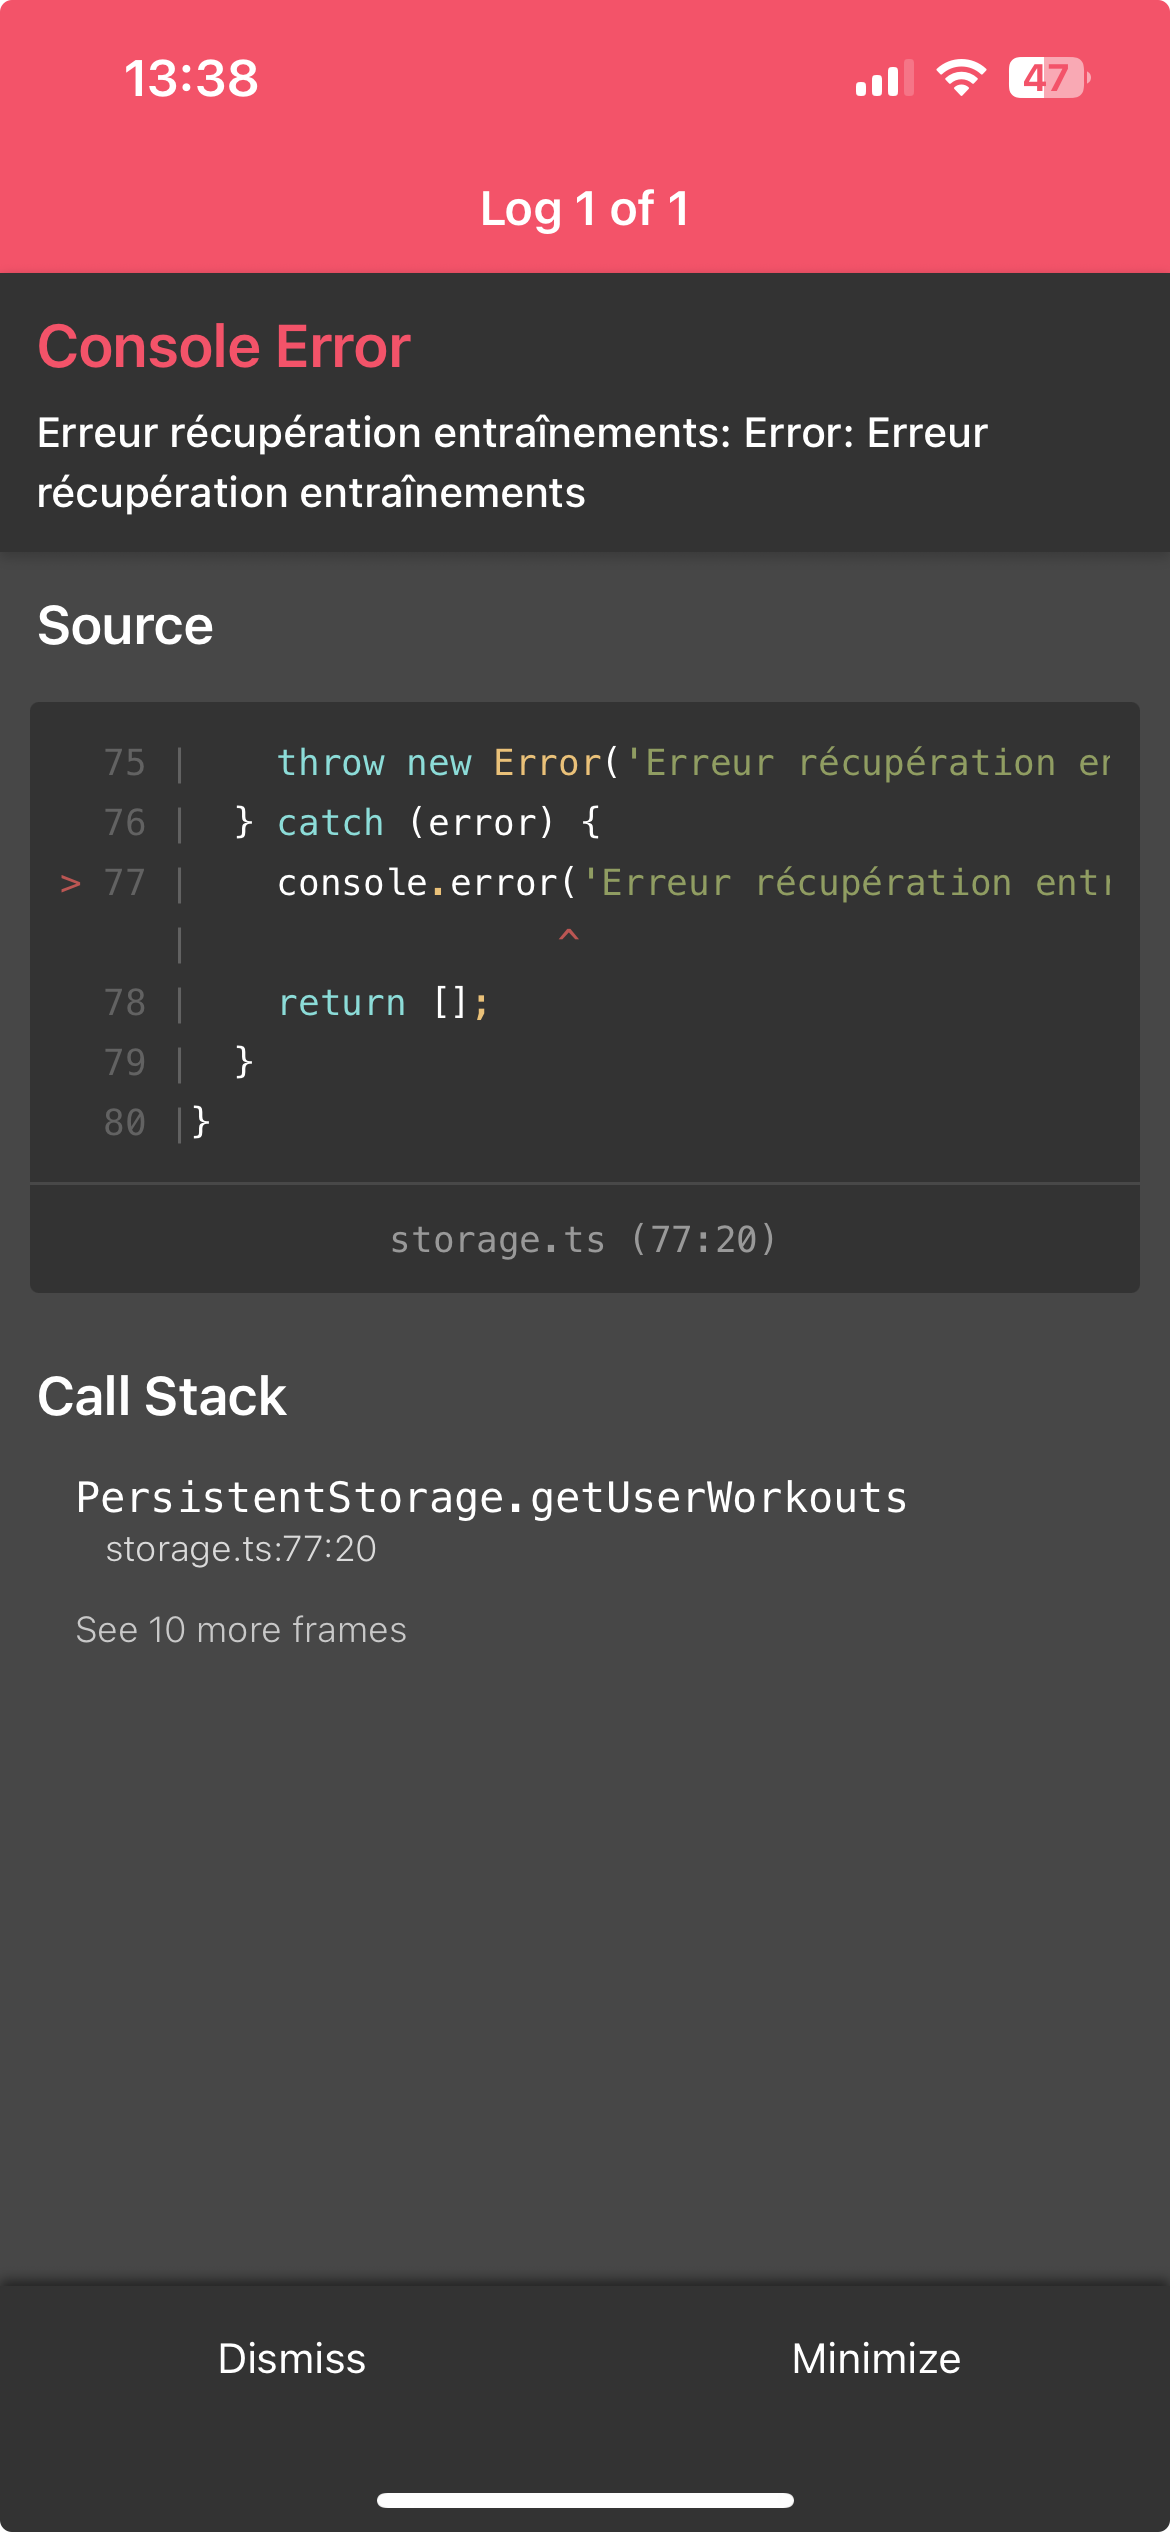 13:38
47
Log 1 of 1
Console Error
Erreur récupération entraînements: Error: Erreur
récupération entraînements
Source
75 |    throw new Error('Erreur récupération en
76 |  } catch (error) {
> 77 |    console.error('Erreur récupération entr
|                 ^
78 |    return [];
79 |  }
80 |}
storage.ts (77:20)
Call Stack
PersistentStorage.getUserWorkouts
storage.ts:77:20
See 10 more frames
Dismiss
Minimize